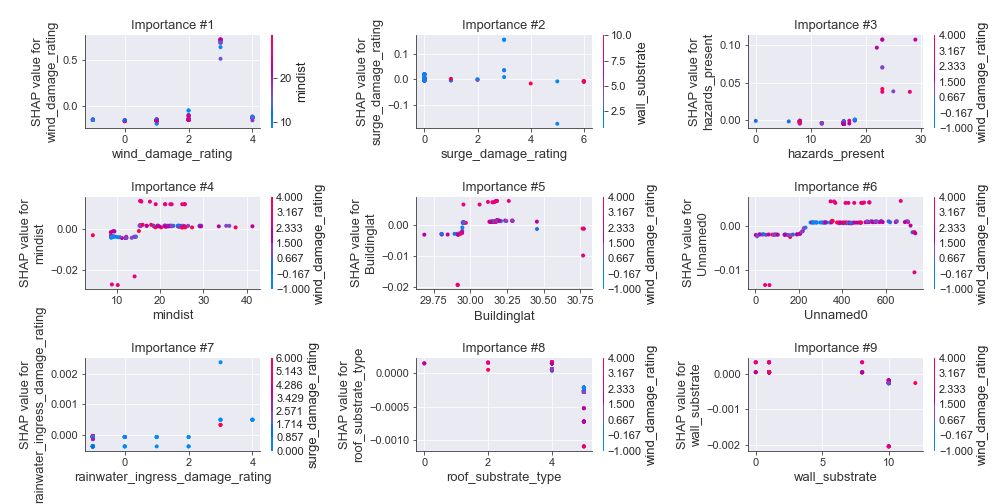 Importance #1
SHAP value for
wind_damage_rating
0.5
0.0
0
2
4
wind_damage_rating
20
10
mindist
Importance #2
SHAP value for
surge_damage_rating
0.1
0.0
−0.1
0
2
4
6
surge_damage_rating
10.0
7.5
5.0
2.5
wall_substrate
Importance #3
SHAP value for
hazards_present
0.10
0.05
0.00
0
10
20
30
hazards_present
4.000
3.167
2.333
1.500
0.667
−0.167
−1.000
wind_damage_rating
Importance #4
SHAP value for
mindist
0.00
−0.02
10
20
30
40
mindist
4.000
3.167
2.333
1.500
0.667
−0.167
−1.000
wind_damage_rating
Importance #5
SHAP value for
Buildinglat
0.00
−0.01
−0.02
29.75
30.00
30.25
30.50
30.75
Buildinglat
4.000
3.167
2.333
1.500
0.667
−0.167
−1.000
wind_damage_rating
Importance #6
SHAP value for
Unnamed0
0.00
−0.01
0
200
400
600
Unnamed0
4.000
3.167
2.333
1.500
0.667
−0.167
−1.000
wind_damage_rating
Importance #7
SHAP value for
rainwater_ingress_damage_rating
0.002
0.001
0.000
0
2
4
rainwater_ingress_damage_rating
6.000
5.143
4.286
3.429
2.571
1.714
0.857
0.000
surge_damage_rating
Importance #8
SHAP value for
roof_substrate_type
0.0000
−0.0005
−0.0010
0
2
4
roof_substrate_type
4.000
3.167
2.333
1.500
0.667
−0.167
−1.000
wind_damage_rating
Importance #9
SHAP value for
wall_substrate
0.000
−0.001
−0.002
0
5
10
wall_substrate
4.000
3.167
2.333
1.500
0.667
−0.167
−1.000
wind_damage_rating